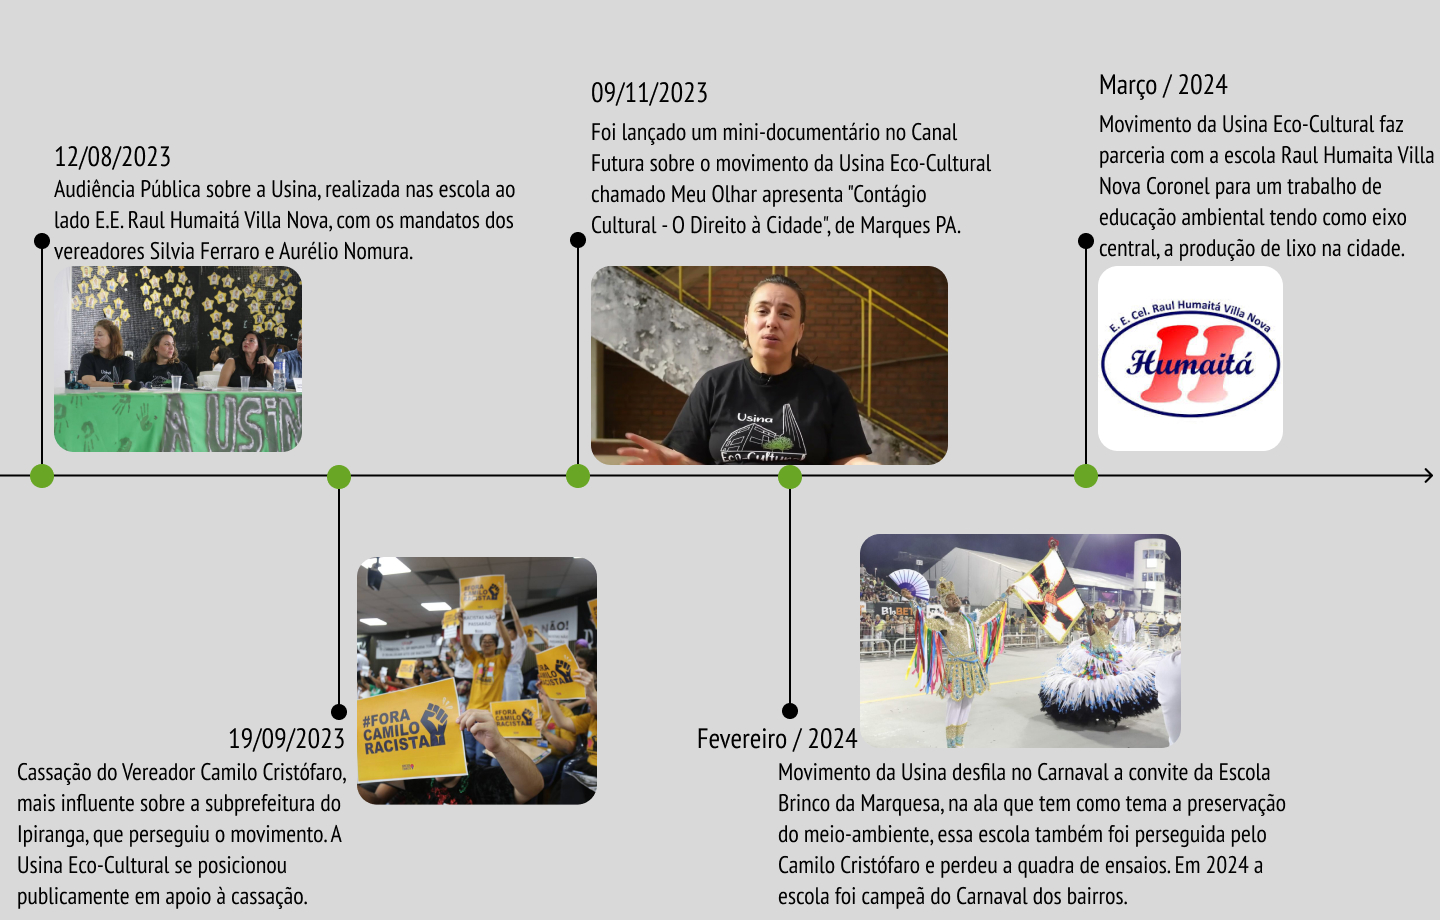 12/08/2023
Audiência Pública sobre a Usina, realizada nas escola ao
lado E.E. Raul Humaitá Villa Nova, com os mandatos dos
vereadores Silvia Ferraro e Aurélio Nomura.
A USIN
09/11/2023
Foi lançado um mini-documentário no Canal
Futura sobre o movimento da Usina Eco-Cultural
chamado Meu Olhar apresenta "Contágio
Cultural - O Direito à Cidade", de Marques PA.
Usina
Eco-Cultur
Março / 2024
Movimento da Usina Eco-Cultural faz
parceria com a escola Raul Humaita Villa
Nova Coronel para um trabalho de
educação ambiental tendo como eixo
central, a produção de lixo na cidade.
E. E. Cel. Raul Humaitá Villa Nova
H
Humaitá
19/09/2023
Cassação do Vereador Camilo Cristófaro,
mais influente sobre a subprefeitura do
Ipiranga, que perseguiu o movimento. A
Usina Eco-Cultural se posicionou
publicamente em apoio à cassação.
#FORA
CAMILO
RACISTA
#FORA
CAMILO
RACISTA
NÃO!
Fevereiro / 2024
Movimento da Usina desfila no Carnaval a convite da Escola
Brinco da Marquesa, na ala que tem como tema a preservação
do meio-ambiente, essa escola também foi perseguida pelo
Camilo Cristófaro e perdeu a quadra de ensaios. Em 2024 a
escola foi campeã do Carnaval dos bairros.